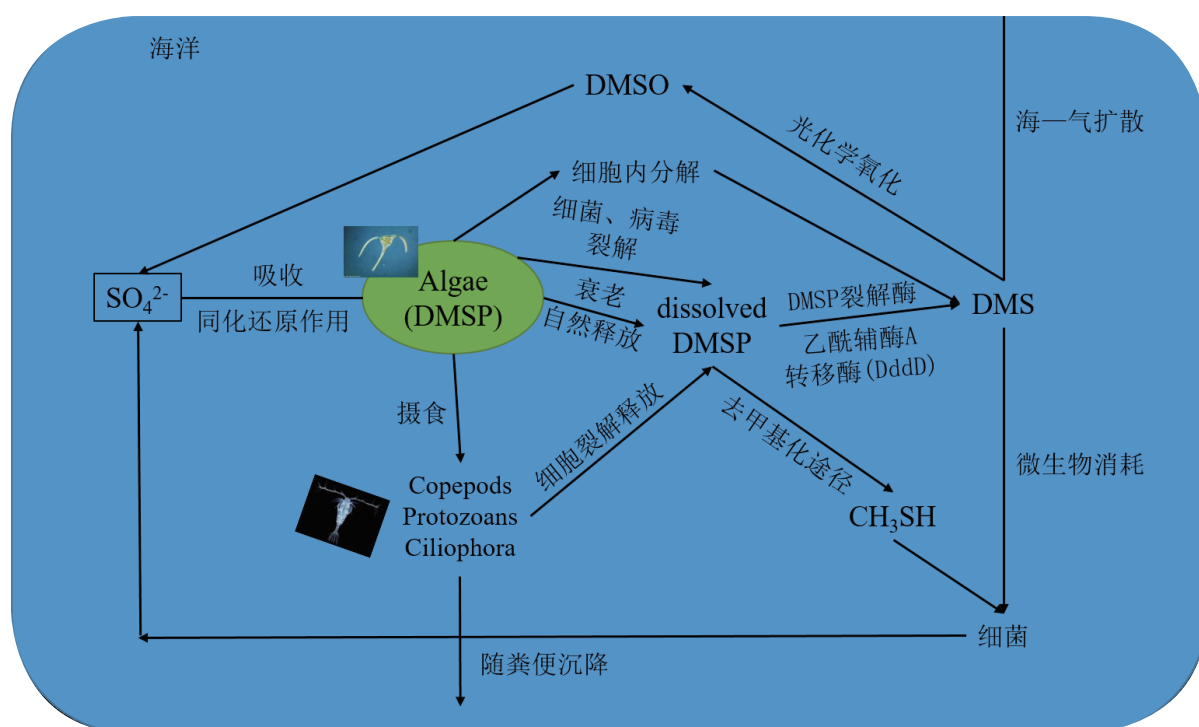 海洋
DMSO
海—气扩散
光化学氧化
细胞内分解
细菌、病毒
裂解
吸收
SO₄²⁻
同化还原作用
Algae
(DMSP)
衰老
自然释放
dissolved
DMSP
DMSP裂解酶
乙酰辅酶A
转移酶(DddD)
DMS
摄食
细胞裂解释放
去甲基化途径
微生物消耗
Copepods
Protozoans
Ciliophora
CH₃SH
细菌
随粪便沉降